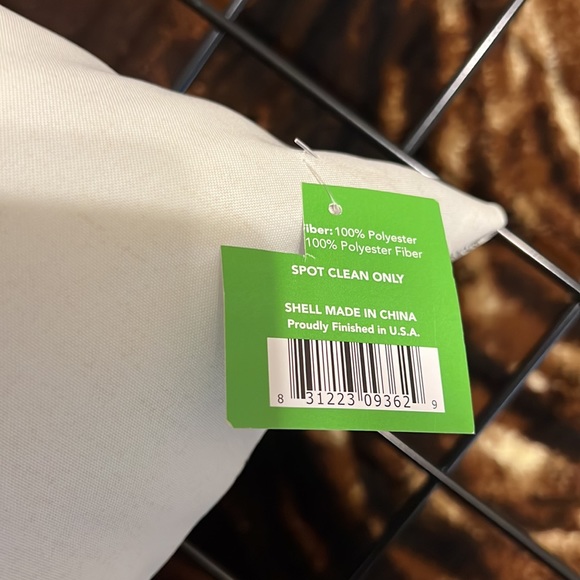 iber: 100% Polyester
100% Polyester Fiber
SPOT CLEAN ONLY
SHELL MADE IN CHINA
Proudly Finished in U.S.A.
8 31223 09362 9